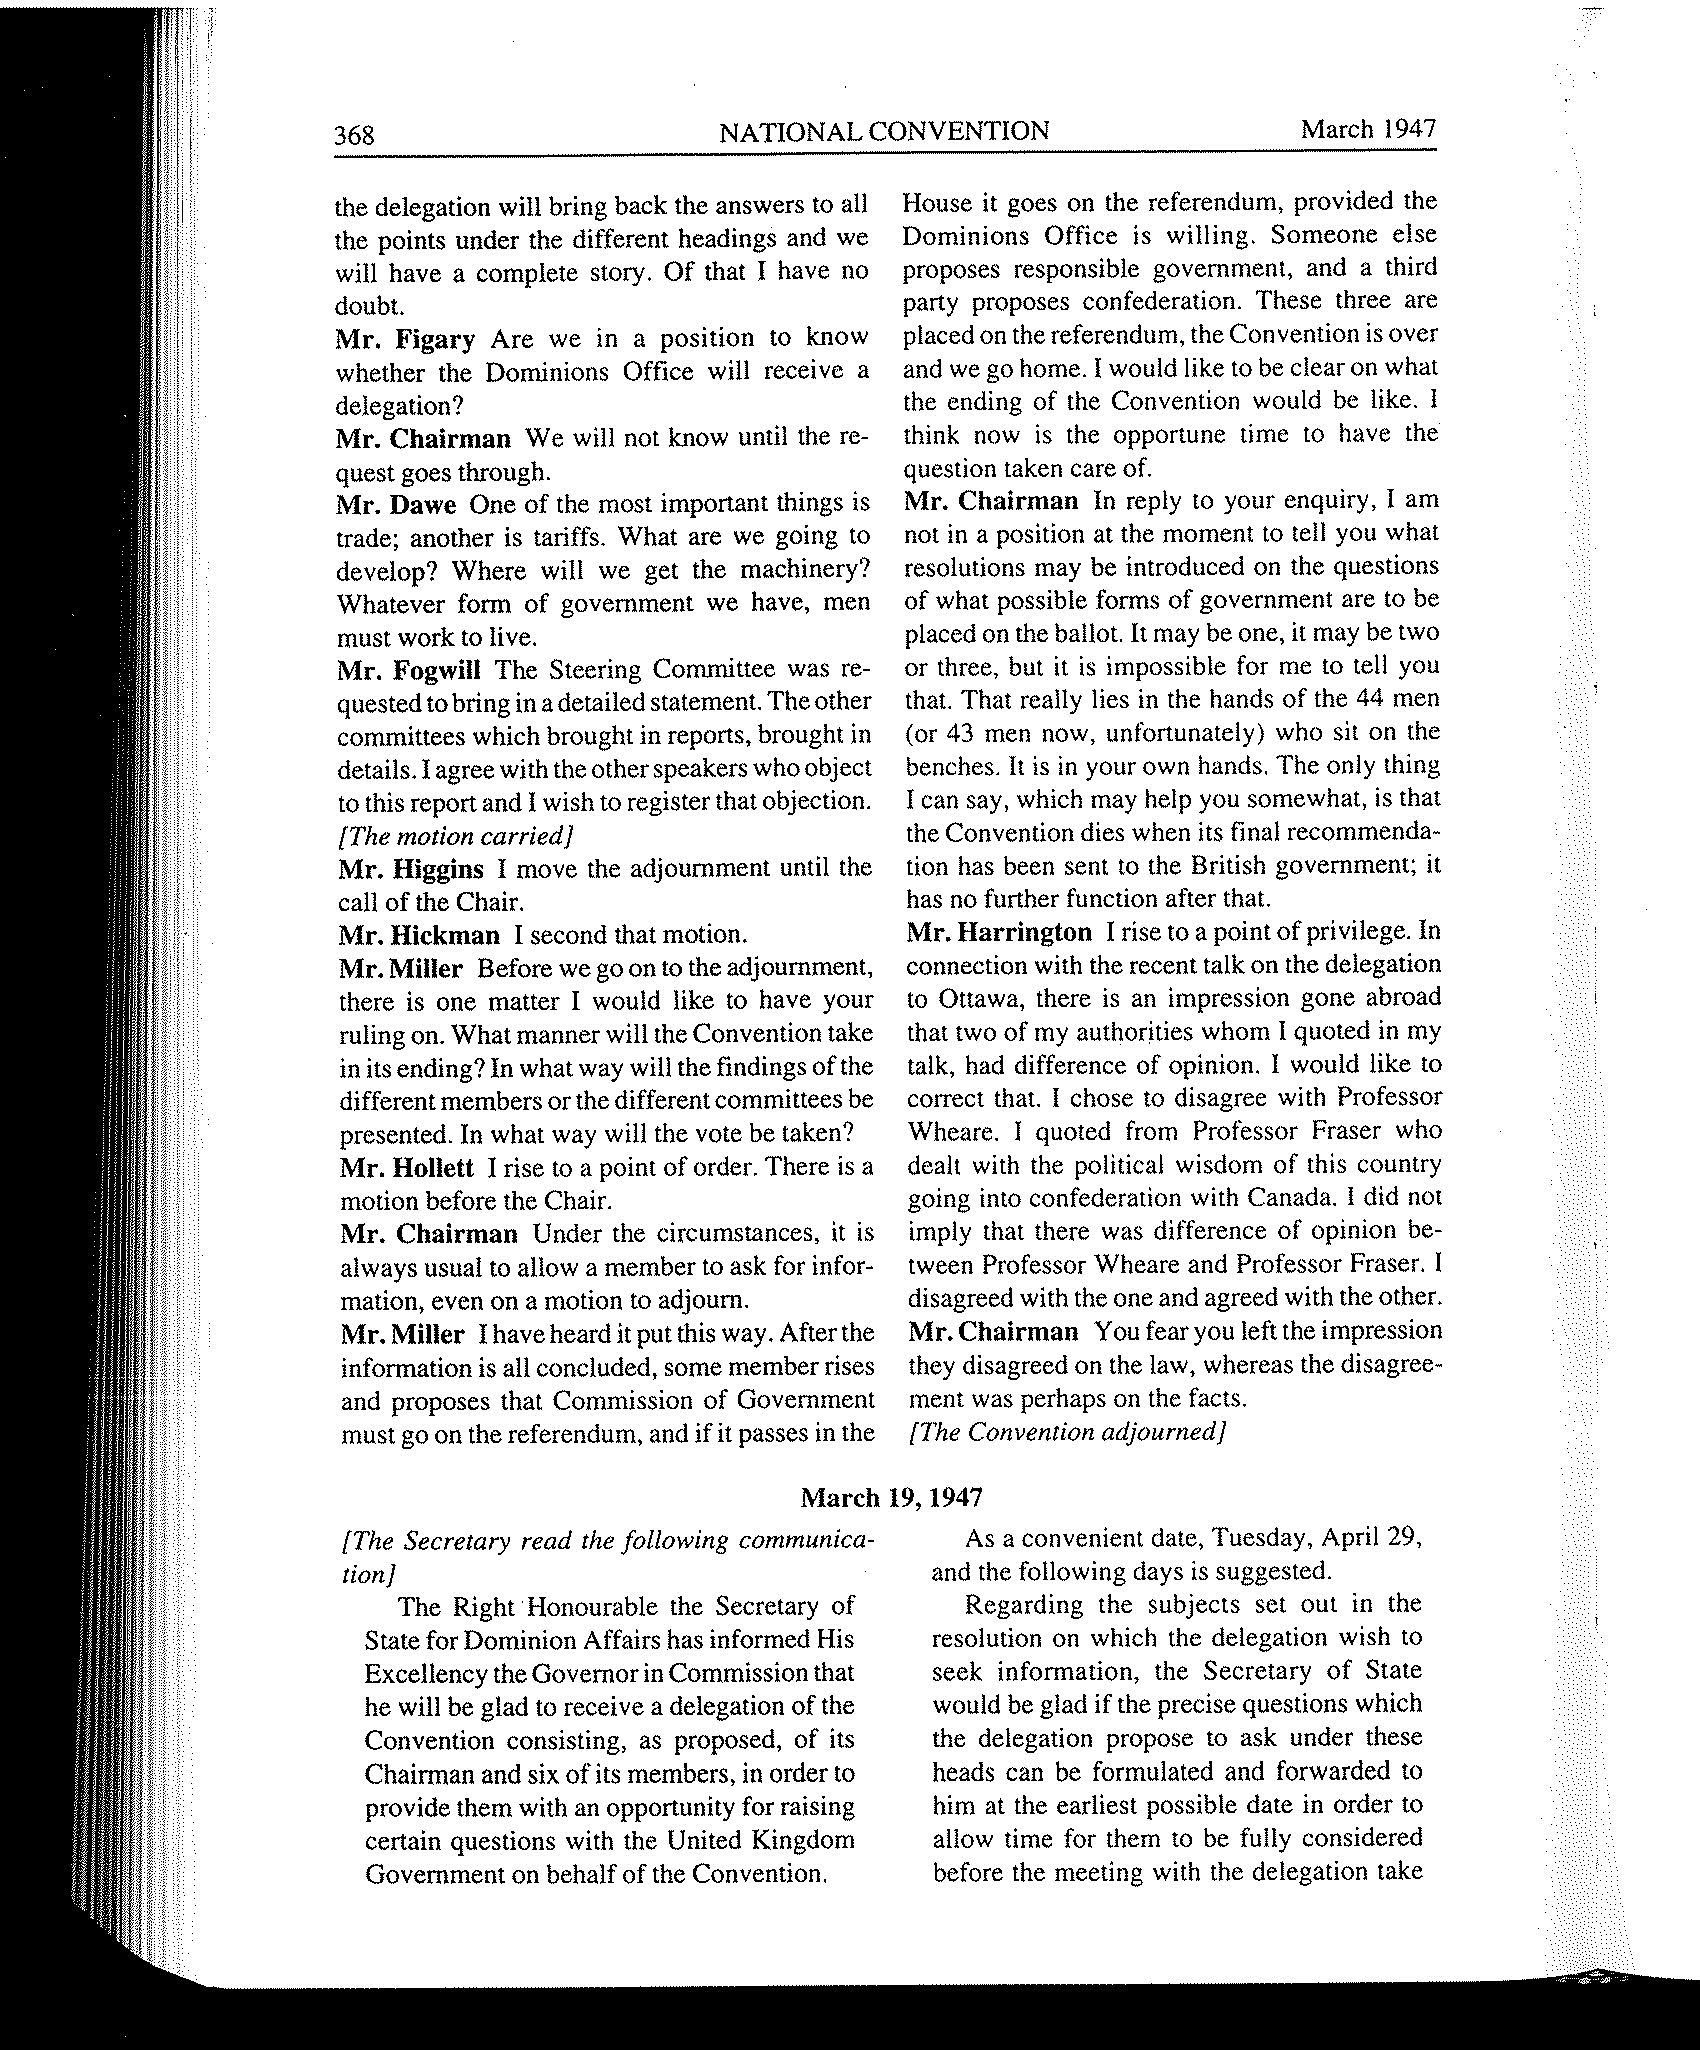 368
NATIONAL CONVENTION
March 1947
the delegation will bring back the answers to all
the points under the different headings and we
will have a complete story. Of that I have no
doubt.
Mr. Figary Are we in a position to know
whether the Dominions Office will receive a
delegation?
Mr. Chairman We will not know until the re-
quest goes through.
Mr. Dawe One of the most important things is
trade; another is tariffs. What are we going to
develop? Where will we get the machinery?
Whatever form of government we have, men
must work to live.
Mr. Fogwill The Steering Committee was re-
quested to bring in a detailed statement. The other
committees which brought in reports, brought in
details. I agree with the other speakers who object
to this report and I wish to register that objection.
[The motion carried]
Mr. Higgins I move the adjournment until the
call of the Chair.
Mr. Hickman I second that motion.
Mr. Miller Before we go on to the adjournment,
there is one matter I would like to have your
ruling on. What manner will the Convention take
in its ending? In what way will the findings of the
different members or the different committees be
presented. In what way will the vote be taken?
Mr. Hollett I rise to a point of order. There is a
motion before the Chair.
Mr. Chairman Under the circumstances, it is
always usual to allow a member to ask for infor-
mation, even on a motion to adjourn.
Mr. Miller I have heard it put this way. After the
information is all concluded, some member rises
and proposes that Commission of Government
must go on the referendum, and if it passes in the
House it goes on the referendum, provided the
Dominions Office is willing. Someone else
proposes responsible government, and a third
party proposes confederation. These three are
placed on the referendum, the Convention is over
and we go home. I would like to be clear on what
the ending of the Convention would be like. I
think now is the opportune time to have the
question taken care of.
Mr. Chairman In reply to your enquiry, I am
not in a position at the moment to tell you what
resolutions may be introduced on the questions
of what possible forms of government are to be
placed on the ballot. It may be one, it may be two
or three, but it is impossible for me to tell you
that. That really lies in the hands of the 44 men
(or 43 men now, unfortunately) who sit on the
benches. It is in your own hands. The only thing
I can say, which may help you somewhat, is that
the Convention dies when its final recommenda-
tion has been sent to the British government; it
has no further function after that.
Mr. Harrington I rise to a point of privilege. In
connection with the recent talk on the delegation
to Ottawa, there is an impression gone abroad
that two of my authorities whom I quoted in my
talk, had difference of opinion. I would like to
correct that. I chose to disagree with Professor
Wheare. I quoted from Professor Fraser who
dealt with the political wisdom of this country
going into confederation with Canada. I did not
imply that there was difference of opinion be-
tween Professor Wheare and Professor Fraser. I
disagreed with the one and agreed with the other.
Mr. Chairman You fear you left the impression
they disagreed on the law, whereas the disagree-
ment was perhaps on the facts.
[The Convention adjourned]
March 19, 1947
[The Secretary read the following communica-
tion]
The Right Honourable the Secretary of
State for Dominion Affairs has informed His
Excellency the Governor in Commission that
he will be glad to receive a delegation of the
Convention consisting, as proposed, of its
Chairman and six of its members, in order to
provide them with an opportunity for raising
certain questions with the United Kingdom
Government on behalf of the Convention.
As a convenient date, Tuesday, April 29,
and the following days is suggested.
Regarding the subjects set out in the
resolution on which the delegation wish to
seek information, the Secretary of State
would be glad if the precise questions which
the delegation propose to ask under these
heads can be formulated and forwarded to
him at the earliest possible date in order to
allow time for them to be fully considered
before the meeting with the delegation take